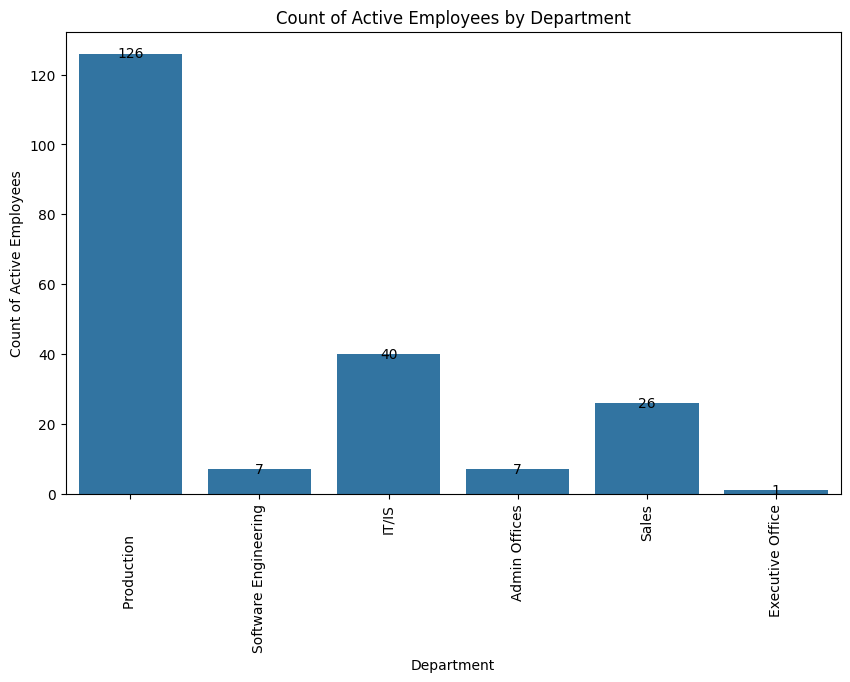 Count of Active Employees by Department
Count of Active Employees
120
100
80
60
40
20
0
126
7
40
7
26
1
Production
Software Engineering
IT/IS
Admin Offices
Sales
Executive Office
Department